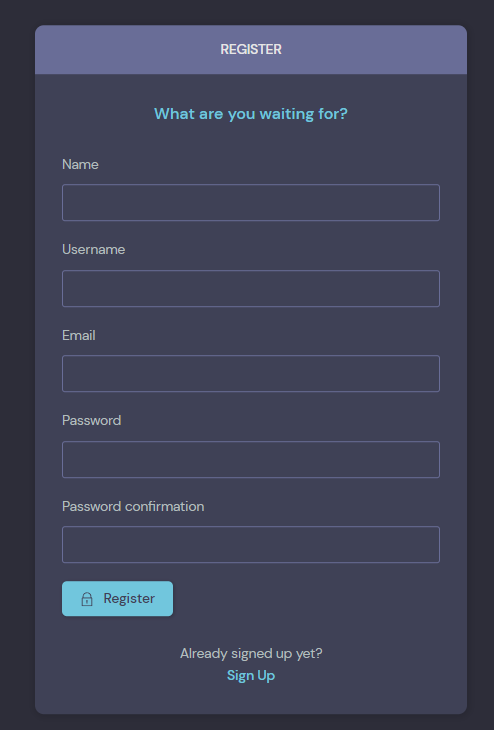 REGISTER
What are you waiting for?
Name
Username
Email
Password
Password confirmation
Register
Already signed up yet?
Sign Up